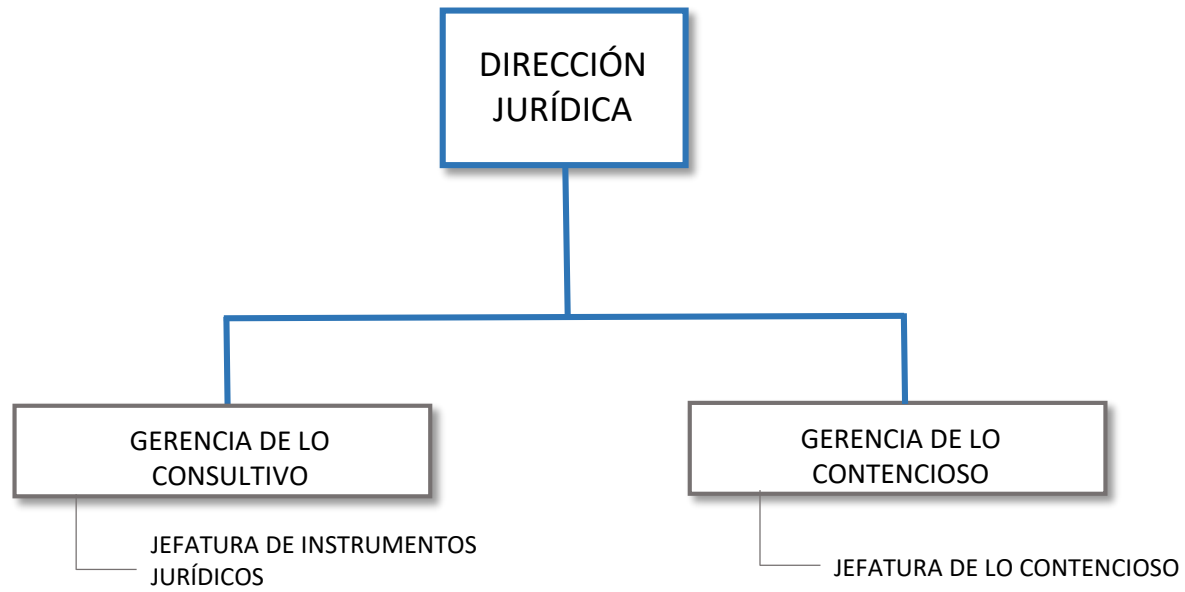 DIRECCIÓN
JURÍDICA
GERENCIA DE LO
CONSULTIVO
JEFATURA DE INSTRUMENTOS
JURÍDICOS
GERENCIA DE LO
CONTENCIOSO
JEFATURA DE LO CONTENCIOSO